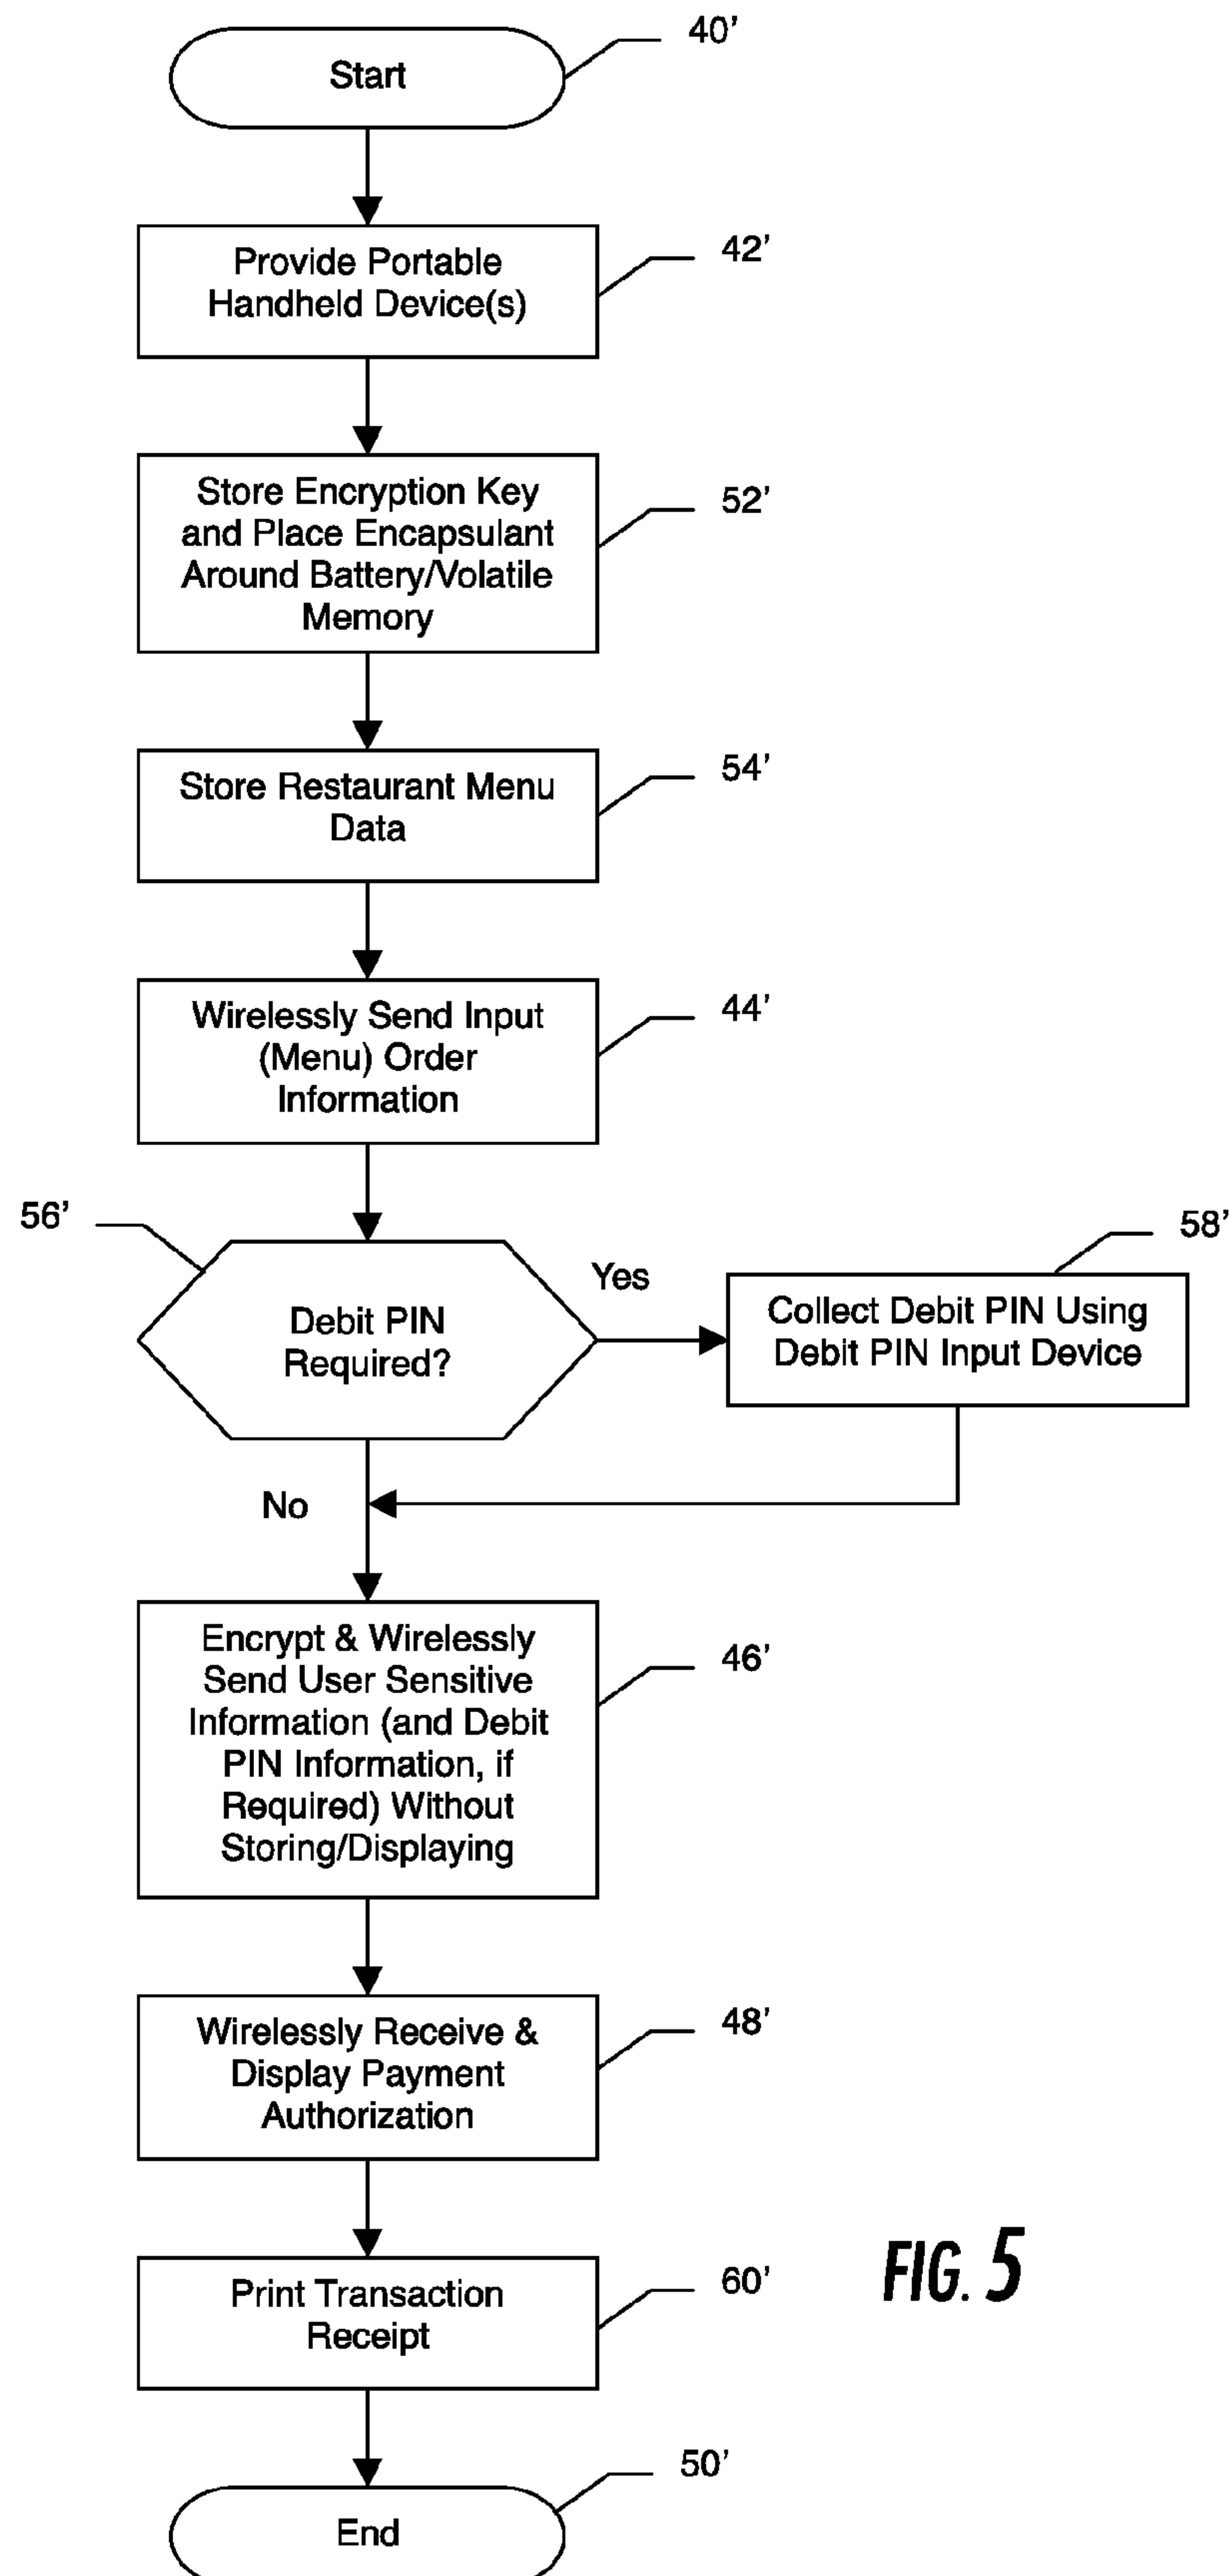 40’
Start
42’
Provide Portable
Handheld Device(s)
52’
Store Encryption Key
and Place Encapsulant
Around Battery/Volatile
Memory
54’
Store Restaurant Menu
Data
44’
Wirelessly Send Input
(Menu) Order
Information
56’
Debit PIN
Required?
Yes
58’
Collect Debit PIN Using
Debit PIN Input Device
No
46’
Encrypt & Wirelessly
Send User Sensitive
Information (and Debit
PIN Information, if
Required) Without
Storing/Displaying
48’
Wirelessly Receive &
Display Payment
Authorization
60’
Print Transaction
Receipt
FIG. 5
50’
End